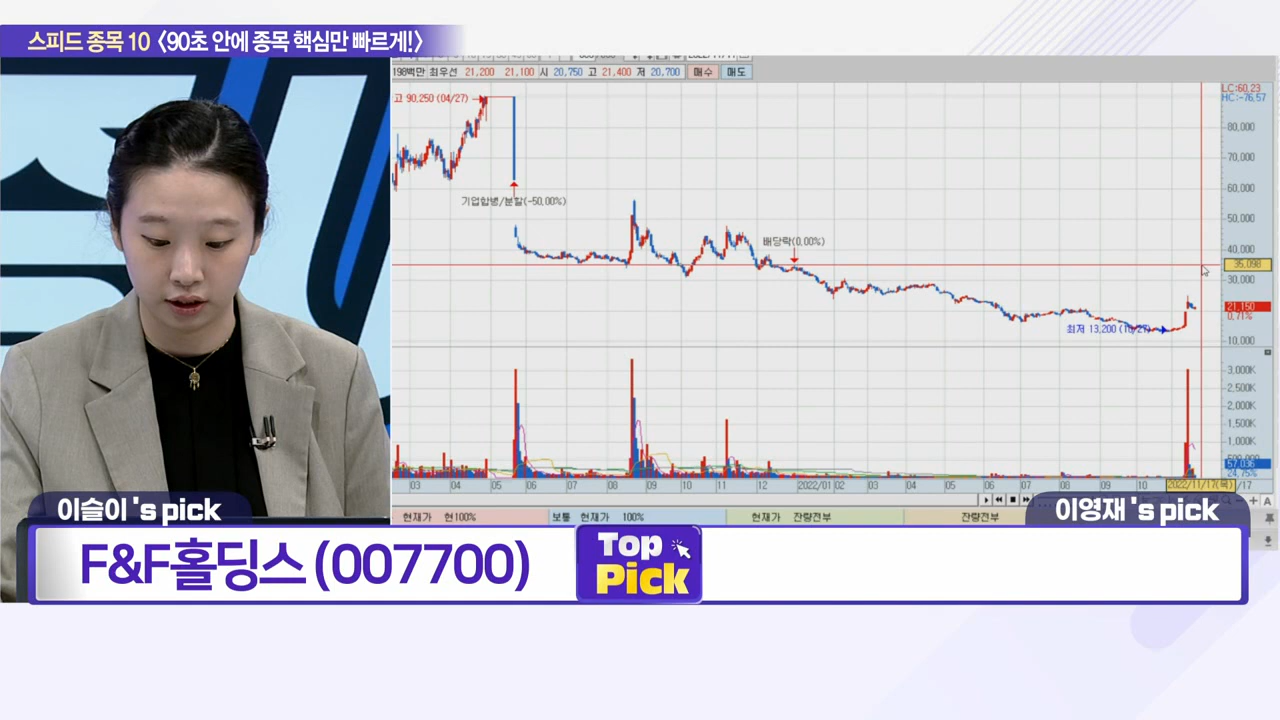 스피드 종목 10 〈90초 안에 종목 핵심만 빠르게!〉
198백만 최우선 21,200 21,100 시 20,750 고 21,400 저 20,700 매수 매도
LC:60,23
HC:-76,57
고 90,250 (04/27)
80,000
70,000
60,000
기업합병/분할(-50,00%)
50,000
배당락(0,00%)
40,000
35,098
30,000
21,150
0,71%
최저 13,200 (10/27)
10,000
3,000K
2,500K
2,000K
1,500K
1,000K
57,036
24,75%
03 04 05 06 07 08 09 10 11 12 2022/01 02 03 04 05 06 07 08 09 10 2022/11/17(목) /17
A
현재가 현100% 보통 현재가 100% 현재가 잔량전부 잔량전부
이슬이 's pick
이영재 's pick
F&F홀딩스 (007700)
Top
Pick